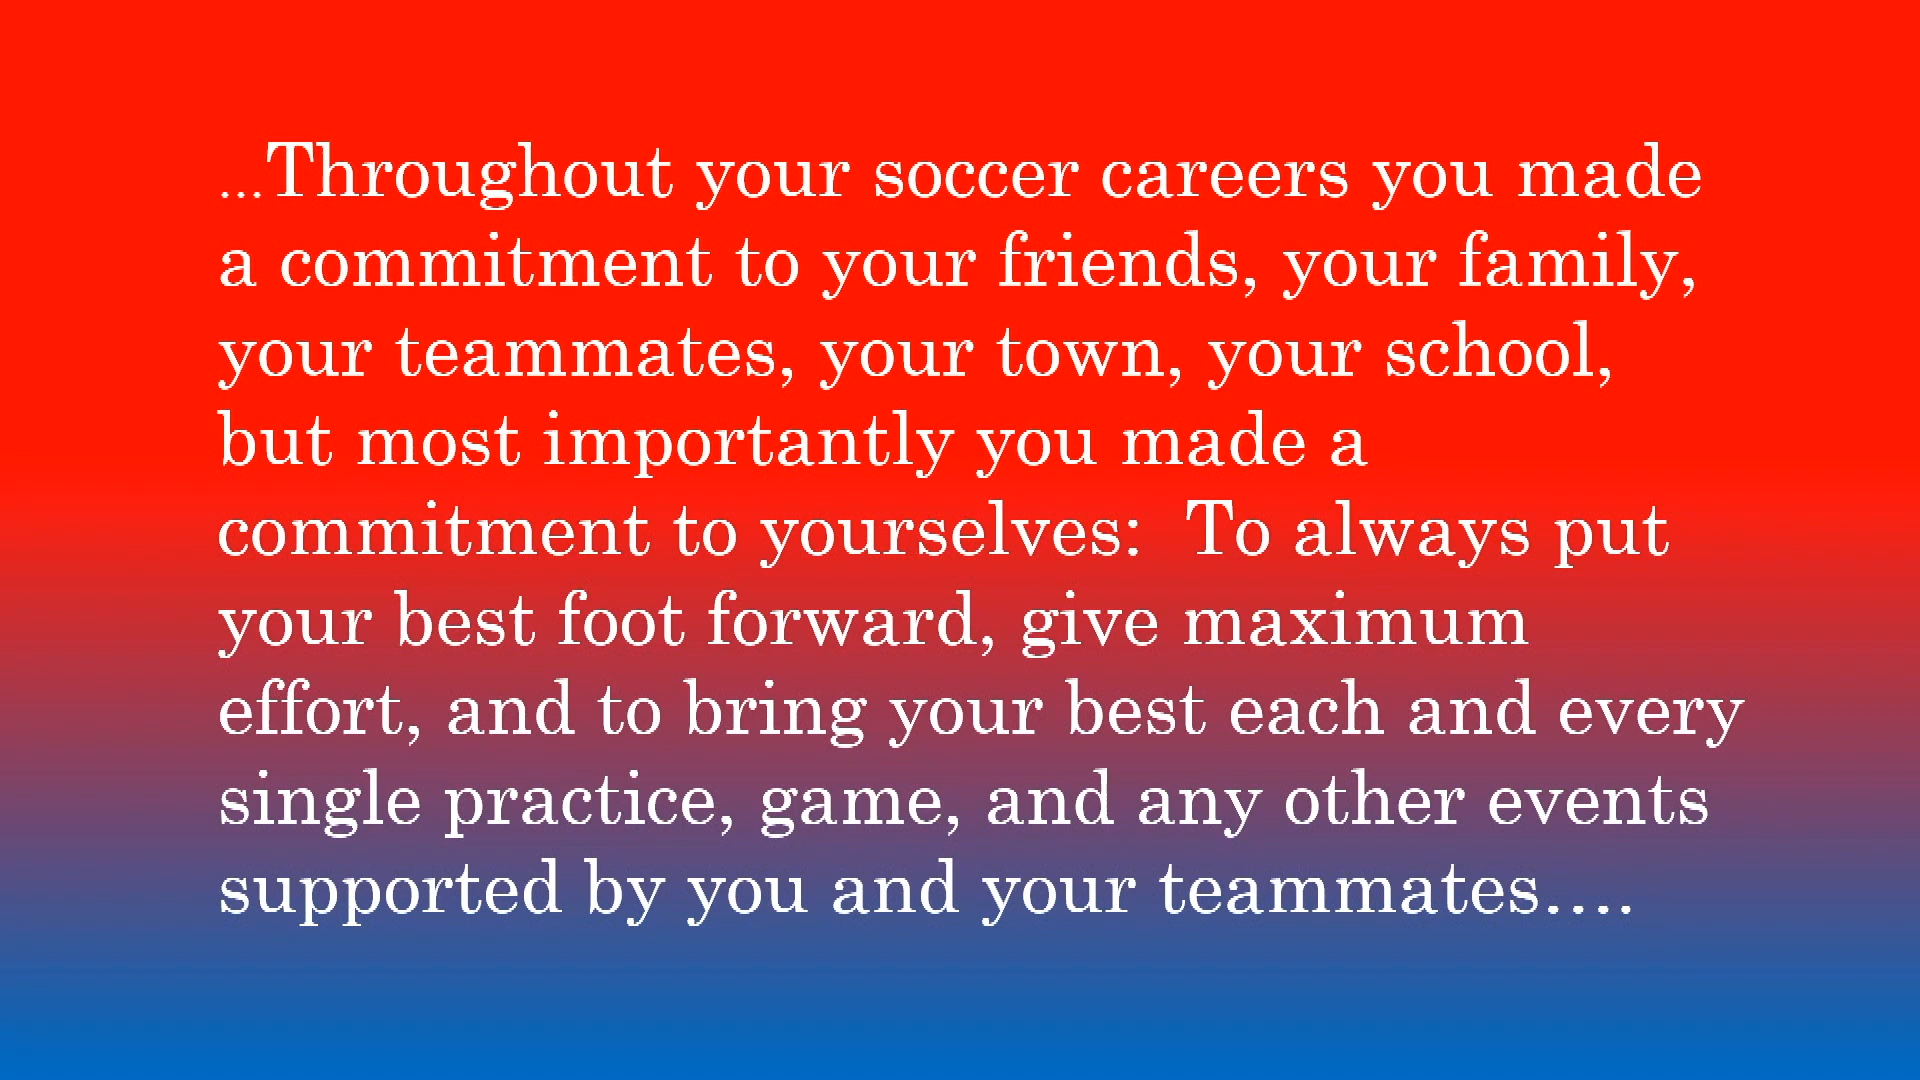 ...Throughout your soccer careers you made
a commitment to your friends, your family,
your teammates, your town, your school,
but most importantly you made a
commitment to yourselves:  To always put
your best foot forward, give maximum
effort, and to bring your best each and every
single practice, game, and any other events
supported by you and your teammates….